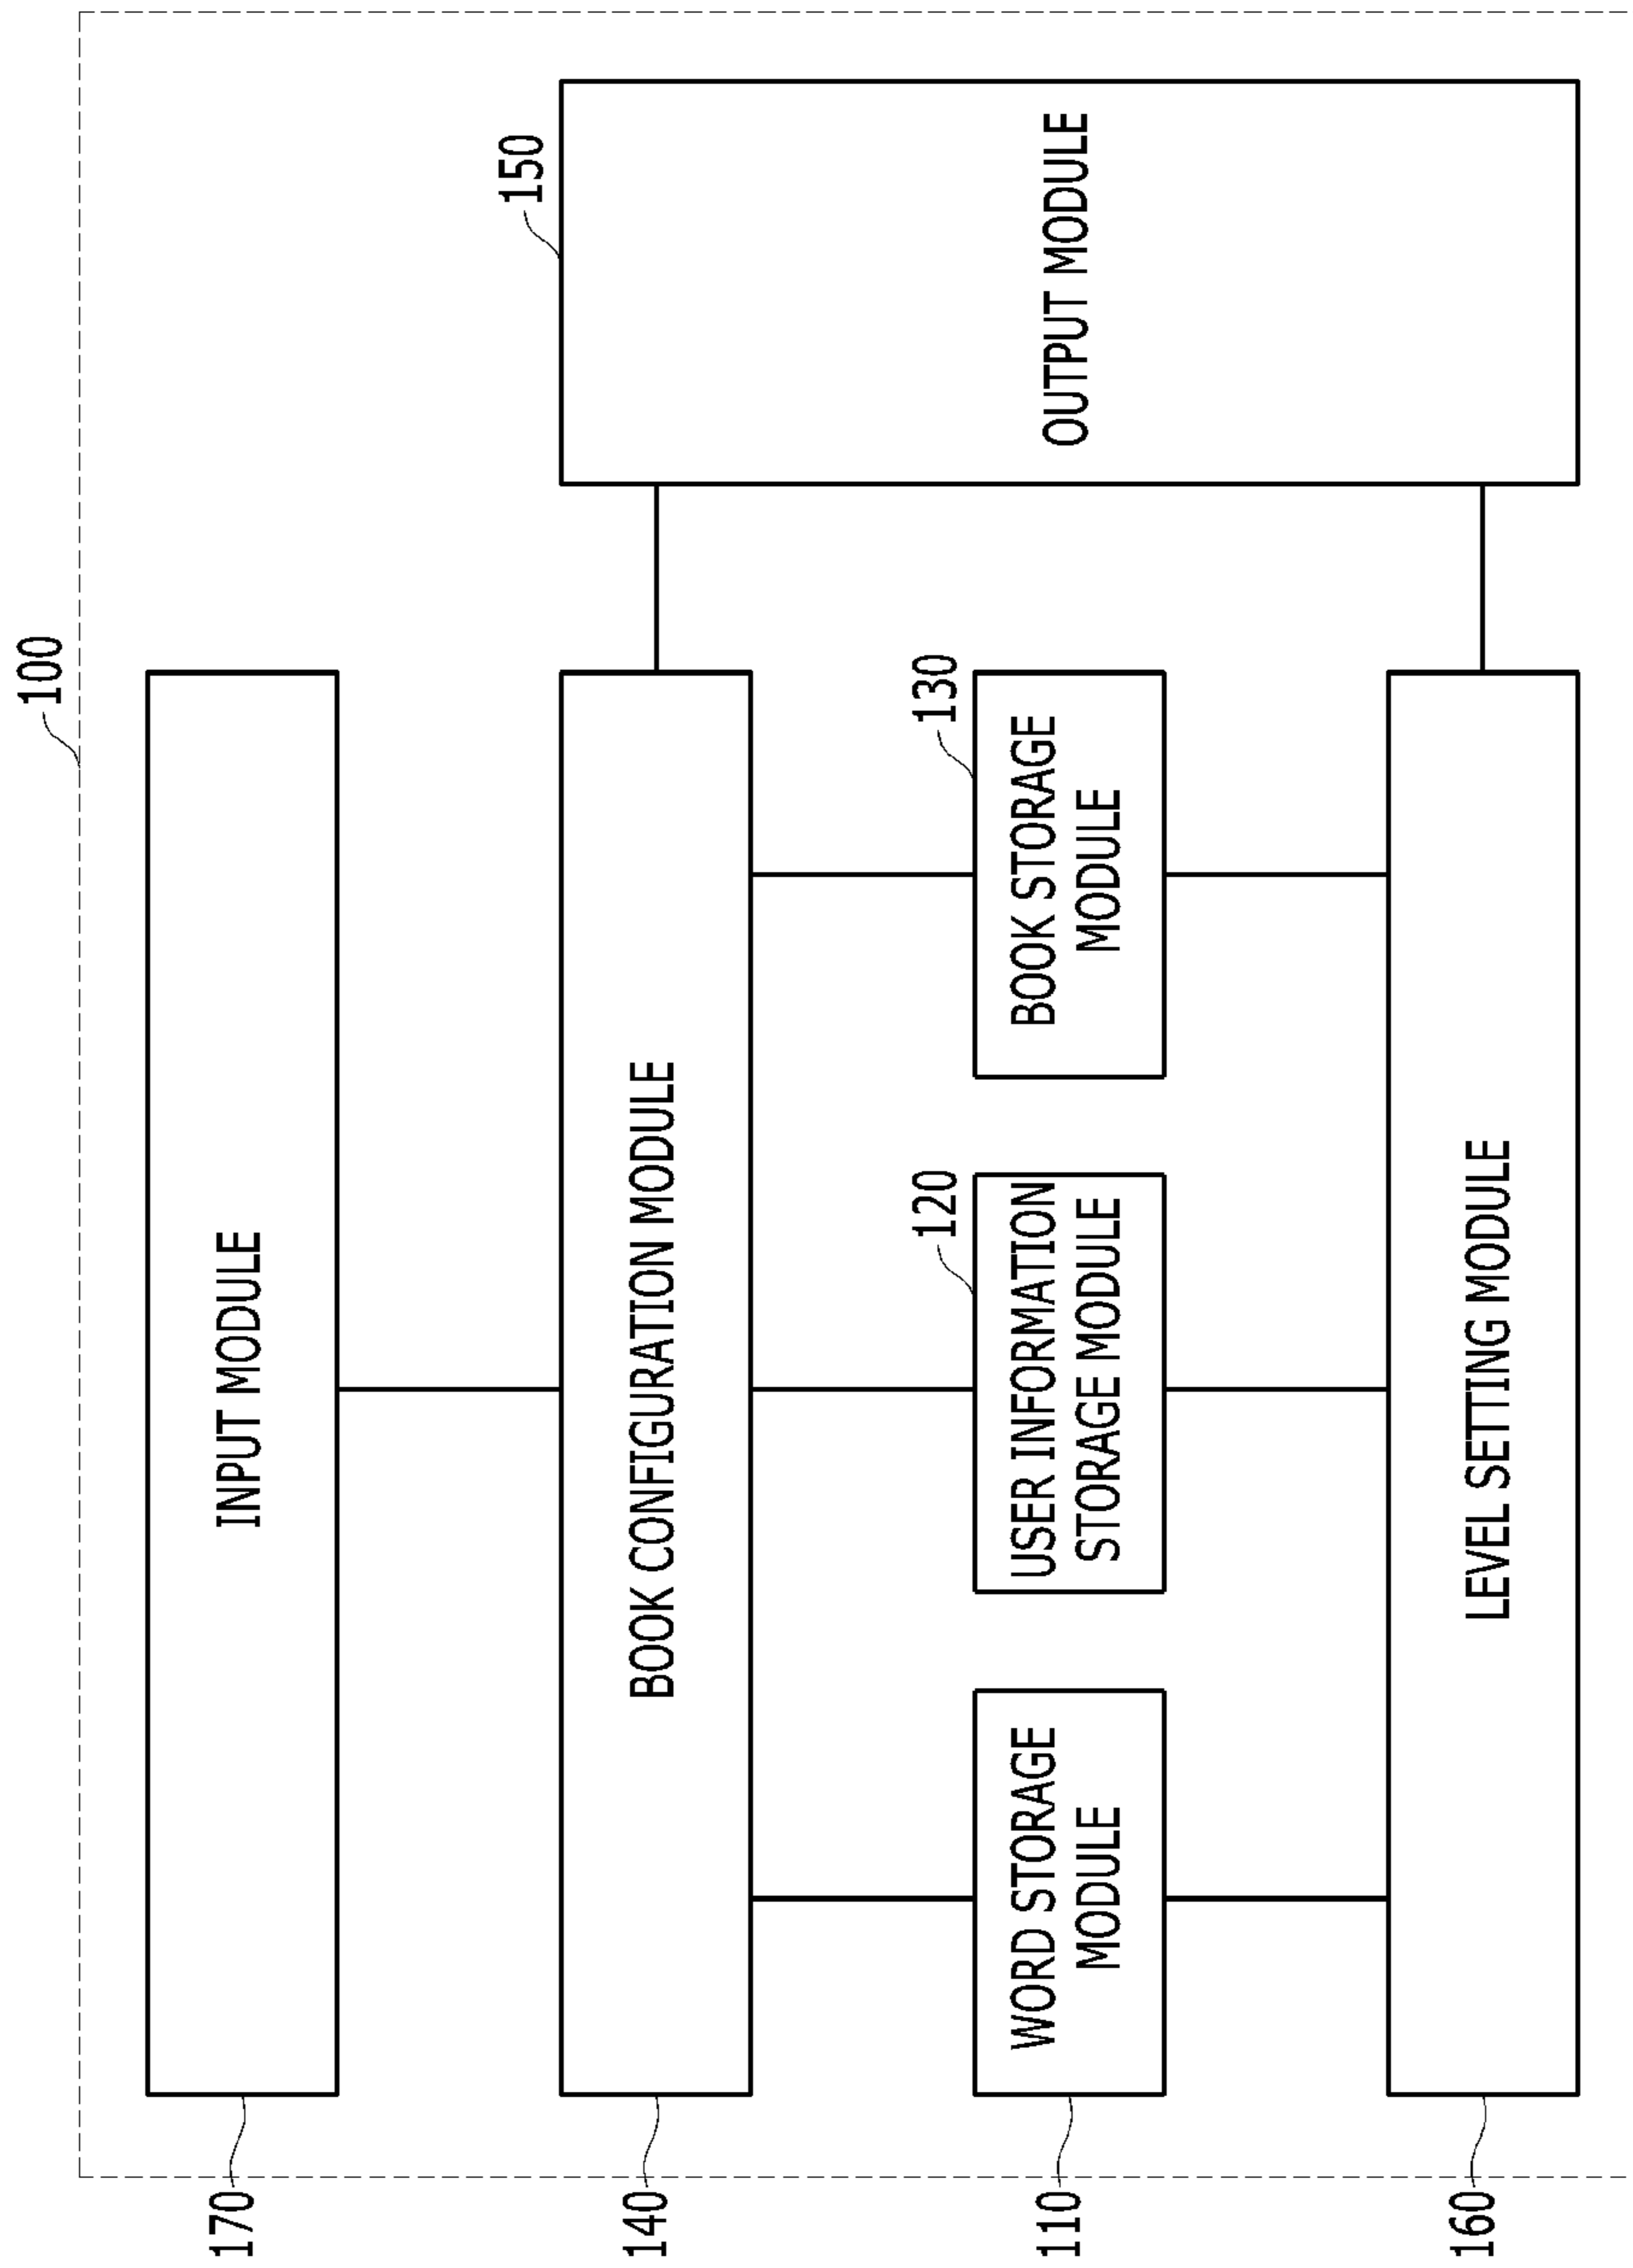 100
170
INPUT MODULE
140
BOOK CONFIGURATION MODULE
150
OUTPUT MODULE
110
WORD STORAGE
MODULE
120
USER INFORMATION
STORAGE MODULE
130
BOOK STORAGE
MODULE
160
LEVEL SETTING MODULE